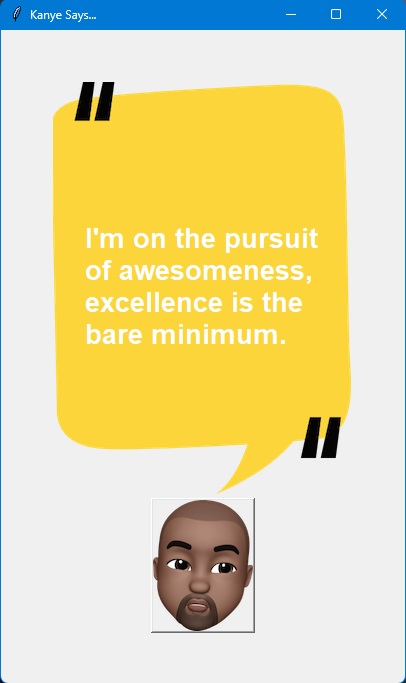 Kanye Says...
"
I'm on the pursuit
of awesomeness,
excellence is the
bare minimum.
"